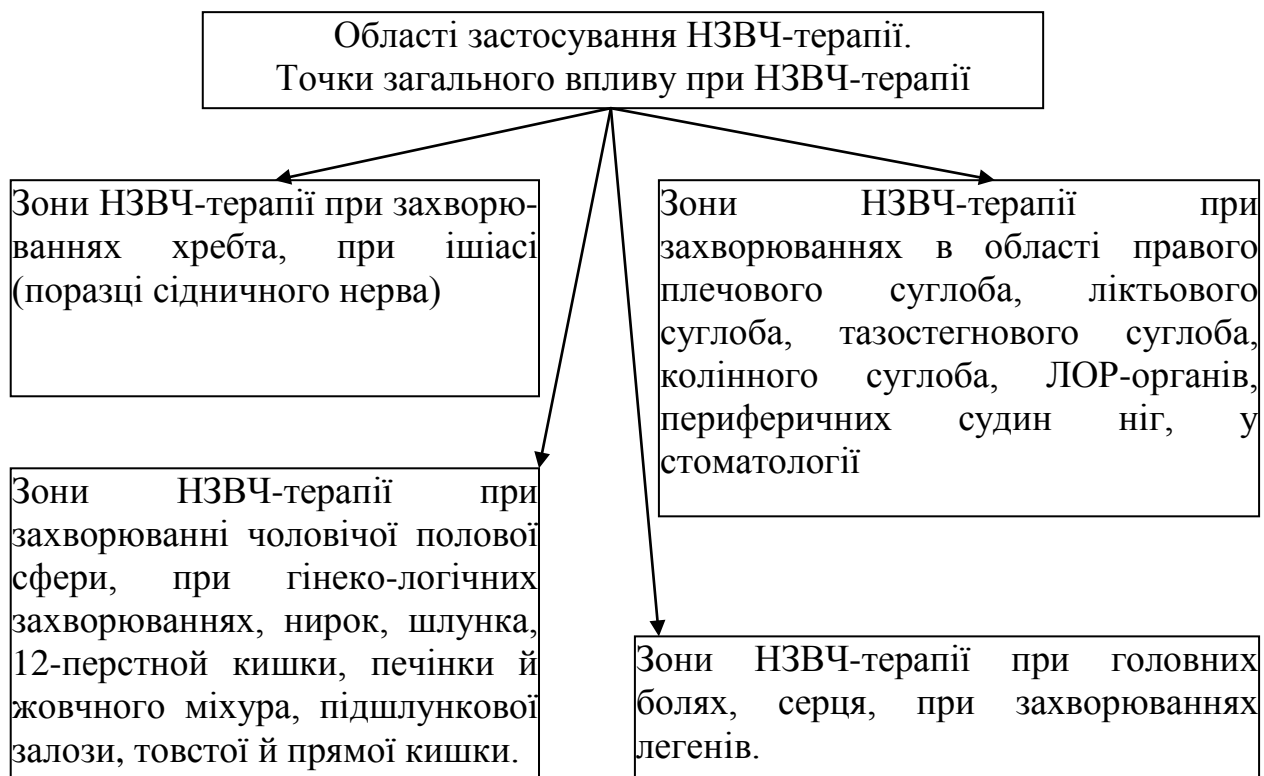 Області застосування НЗВЧ-терапії.
Точки загального впливу при НЗВЧ-терапії
Зони НЗВЧ-терапії при захворю-
ваннях хребта, при ішіасі
(поразці сідничного нерва)
Зони НЗВЧ-терапії при
захворюваннях в області правого
плечового суглоба, ліктьового
суглоба, тазостегнового суглоба,
колінного суглоба, ЛОР-органів,
периферичних судин ніг, у
стоматології
Зони НЗВЧ-терапії при
захворюванні чоловічої полової
сфери, при гінеко-логічних
захворюваннях, нирок, шлунка,
12-перстной кишки, печінки й
жовчного міхура, підшлункової
залози, товстої й прямої кишки.
Зони НЗВЧ-терапії при головних
болях, серця, при захворюваннях
легенів.